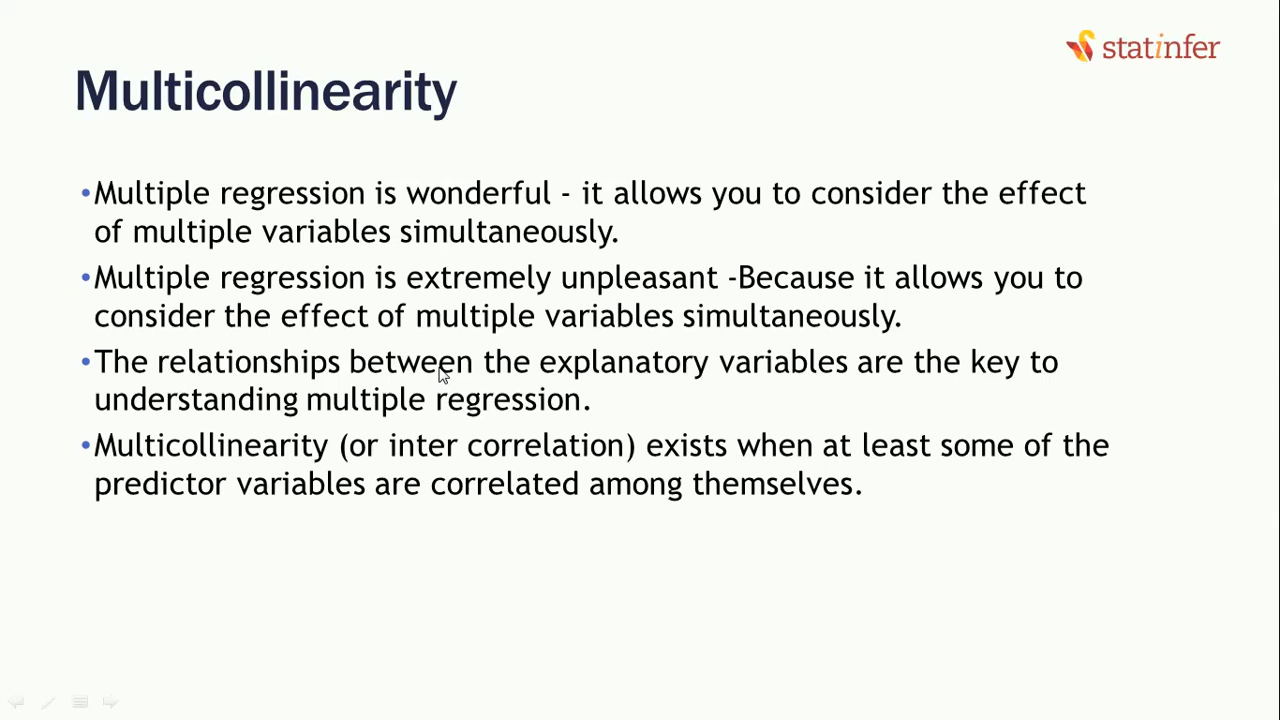 statinfer
Multicollinearity
•Multiple regression is wonderful - it allows you to consider the effect
of multiple variables simultaneously.
•Multiple regression is extremely unpleasant -Because it allows you to
consider the effect of multiple variables simultaneously.
•The relationships between the explanatory variables are the key to
understanding multiple regression.
•Multicollinearity (or inter correlation) exists when at least some of the
predictor variables are correlated among themselves.